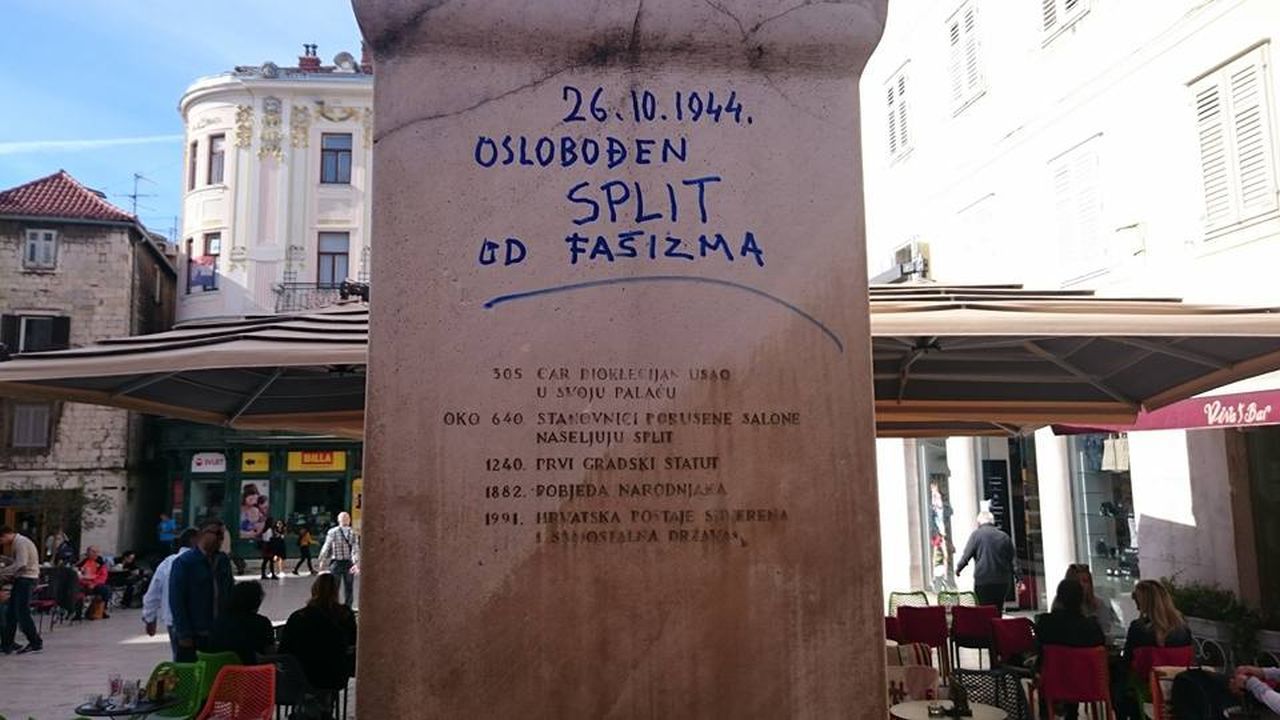 26.10.1944.
OSLOBOĐEN
SPLIT
OD FAŠIZMA
305 CAR DIOKLECIJAN UŠAO
U SVOJU PALAČU
OKO 640 STANOVNICI PORUŠENE SALONE
NASELJUJU SPLIT
1240. PRVI GRADSKI STATUT
1882. POBJEDA NARODNJAKA
1991. HRVATSKA POSTAJE SUVERENA
I SAMOSTALNA DRŽAVA
BILLA
Bar